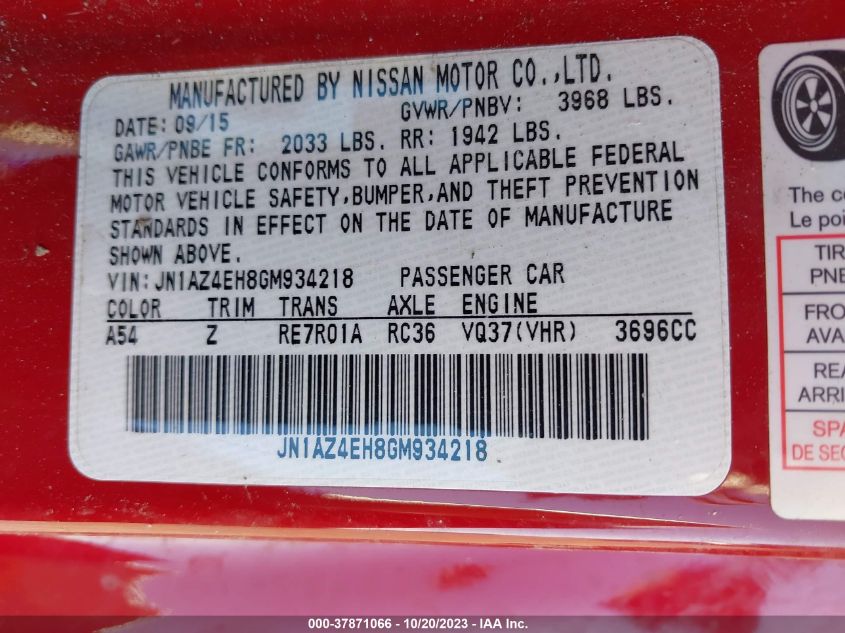 MANUFACTURED BY NISSAN MOTOR CO.,LTD.
DATE: 09/15 GVWR/PNBV: 3968 LBS.
GAWR/PNBE FR: 2033 LBS. RR: 1942 LBS.
THIS VEHICLE CONFORMS TO ALL APPLICABLE FEDERAL
MOTOR VEHICLE SAFETY,BUMPER,AND THEFT PREVENTION
STANDARDS IN EFFECT ON THE DATE OF MANUFACTURE
SHOWN ABOVE.
VIN:JN1AZ4EH8GM934218 PASSENGER CAR
COLOR TRIM TRANS AXLE ENGINE
A54 Z RE7R01A RC36 VQ37(VHR) 3696CC
JN1AZ4EH8GM934218
The
Le
TIR
PNE
FRO
AVA
REA
ARRI
SPA
DE SEC
000-37871066 - 10/20/2023 - IAA Inc.